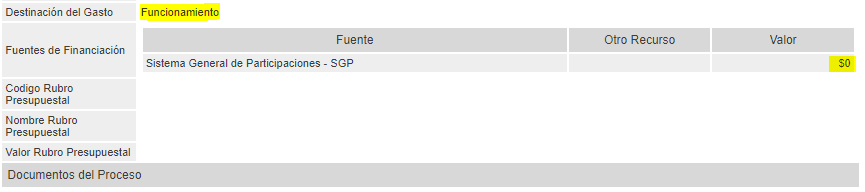 Destinación del Gasto Funcionamiento
Fuentes de Financiación
Fuente Otro Recurso Valor
Sistema General de Participaciones - SGP $0
Codigo Rubro
Presupuestal
Nombre Rubro
Presupuestal
Valor Rubro Presupuestal
Documentos del Proceso